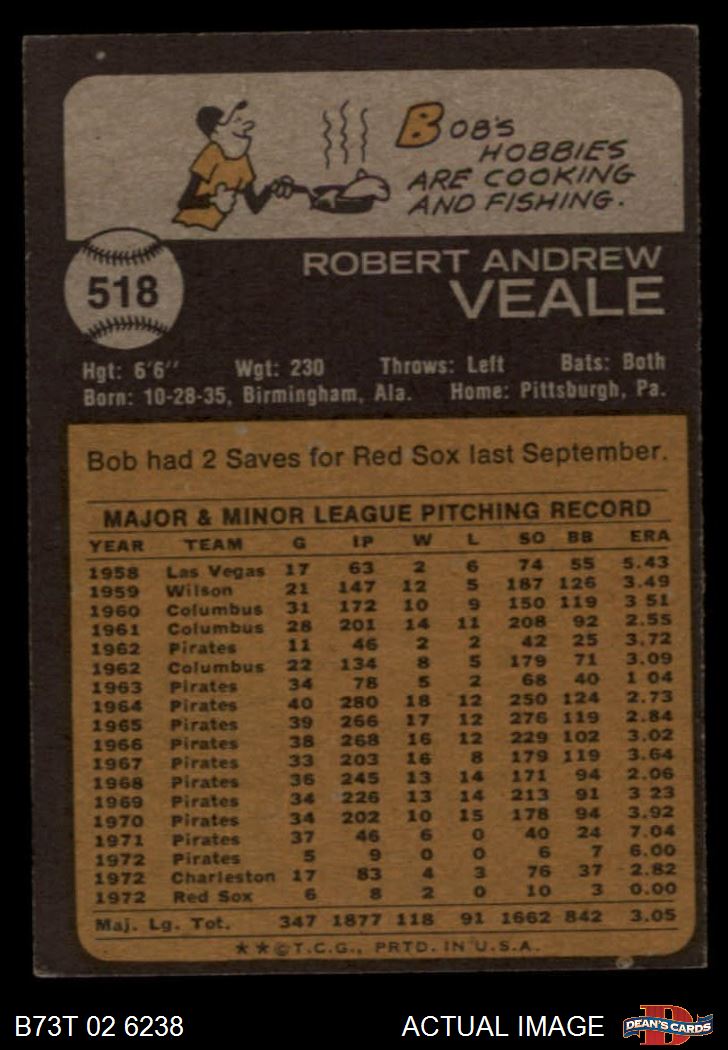 BOB'S
HOBBIES
ARE COOKING
AND FISHING.
518
ROBERT ANDREW
VEALE
Hgt: 6'6" Wgt: 230 Throws: Left Bats: Both
Born: 10-28-35, Birmingham, Ala. Home: Pittsburgh, Pa.
Bob had 2 Saves for Red Sox last September.
MAJOR & MINOR LEAGUE PITCHING RECORD
YEAR TEAM G IP W L SO BB ERA
1958 Las Vegas 17 63 2 6 74 55 5.43
1959 Wilson 21 147 12 5 187 126 3.49
1960 Columbus 31 172 10 9 150 119 3 51
1961 Columbus 28 201 14 11 208 92 2.55
1962 Pirates 11 46 2 2 42 25 3.72
1962 Columbus 22 134 8 5 179 71 3.09
1963 Pirates 34 78 5 2 68 40 1 04
1964 Pirates 40 280 18 12 250 124 2.73
1965 Pirates 39 266 17 12 276 119 2.84
1966 Pirates 38 268 16 12 229 102 3.02
1967 Pirates 33 203 16 8 179 119 3.64
1968 Pirates 36 245 13 14 171 94 2.06
1969 Pirates 34 226 13 14 213 91 3 23
1970 Pirates 34 202 10 15 178 94 3.92
1971 Pirates 37 46 6 0 40 24 7.04
1972 Pirates 5 9 0 0 6 7 6.00
1972 Charleston 17 83 4 3 76 37 2.82
1972 Red Sox 6 8 2 0 10 3 0.00
Maj. Lg. Tot. 347 1877 118 91 1662 842 3.05
★★©T.C.G., PRTD. IN U.S.A.
B73T 02 6238 ACTUAL IMAGE D DEAN'S CARDS